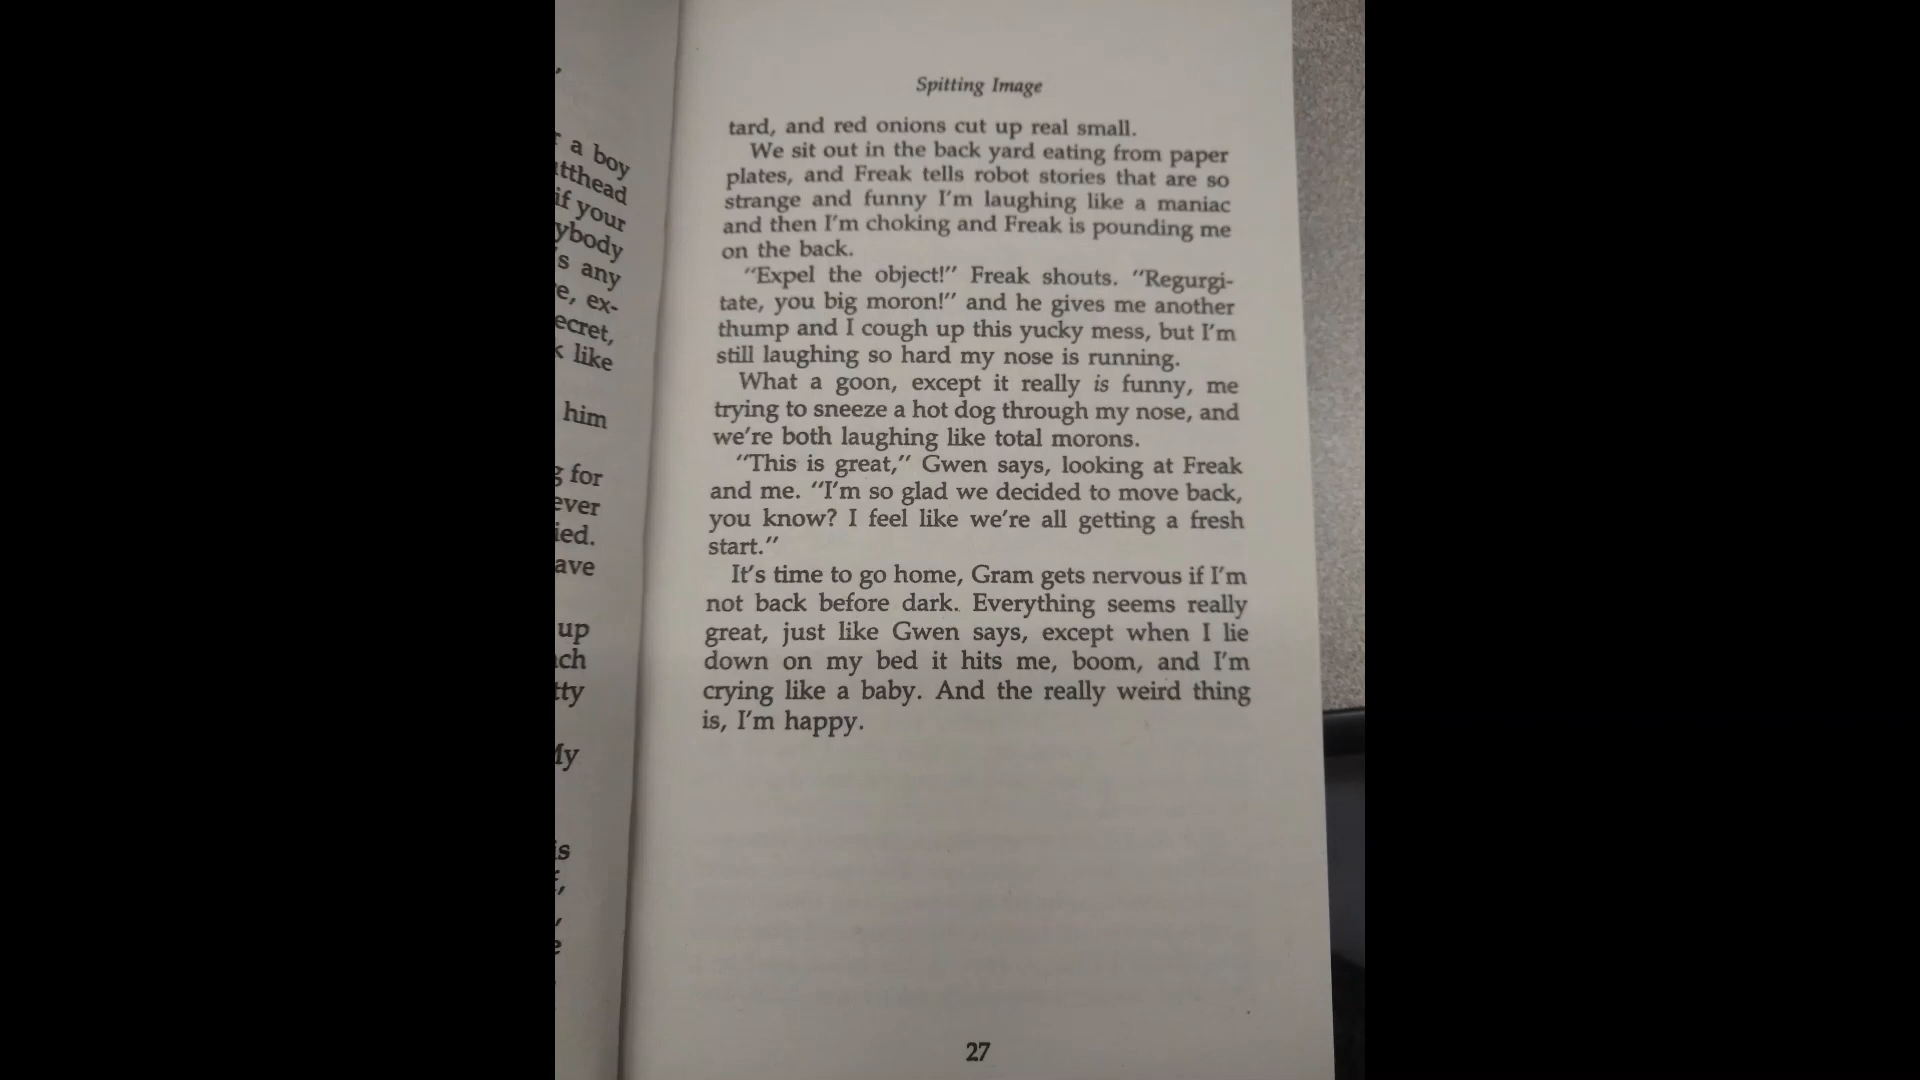 a boy
if your
any
ex-
like
him
for
up
Spitting Image
tard, and red onions cut up real small.
We sit out in the back yard eating from paper
plates, and Freak tells robot stories that are so
strange and funny I'm laughing like a maniac
and then I'm choking and Freak is pounding me
on the back.
"Expel the object!" Freak shouts. "Regurgi-
tate, you big moron!" and he gives me another
thump and I cough up this yucky mess, but I'm
still laughing so hard my nose is running.
What a goon, except it really is funny, me
trying to sneeze a hot dog through my nose, and
we're both laughing like total morons.
"This is great," Gwen says, looking at Freak
and me. "I'm so glad we decided to move back,
you know? I feel like we're all getting a fresh
start."
It's time to go home, Gram gets nervous if I'm
not back before dark. Everything seems really
great, just like Gwen says, except when I lie
down on my bed it hits me, boom, and I'm
crying like a baby. And the really weird thing
is, I'm happy.
27